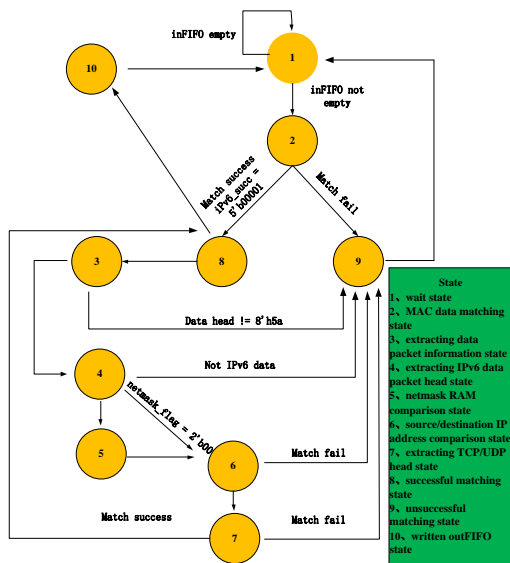 inFIFO empty
1
10
inFIFO not
empty
2
Match success
iPv6_succ =
5'b00001
Match fail
3
8
9
Data head != 8'h5a
4
Not IPv6 data
netmask_flag = 2'b00
5
6
Match fail
Match success
7
Match fail
State
1、wait state
2、MAC data matching
state
3、extracting data
packet information state
4、extracting IPv6 data
packet head state
5、netmask RAM
comparison state
6、source/destination IP
address comparison state
7、extracting TCP/UDP
head state
8、successful matching
state
9、unsuccessful
matching state
10、written outFIFO
state